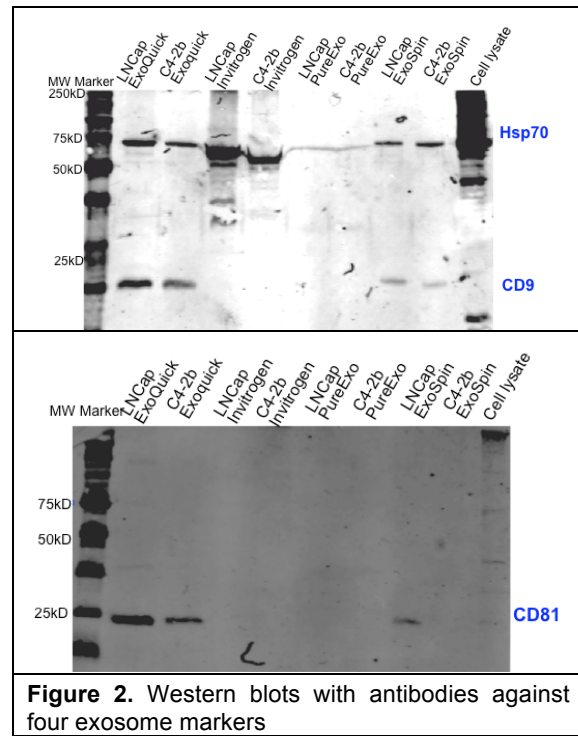 MW Marker
LNCap
ExoQuick
C4-2b
Exoquick
LNCap
Invitrogen
C4-2b
Invitrogen
LNCap
PureExo
C4-2b
PureExo
LNCap
ExoSpin
C4-2b
ExoSpin
Cell lysate
250kD
75kD
50kD
25kD
Hsp70
CD9
MW Marker
LNCap
ExoQuick
C4-2b
Exoquick
LNCap
Invitrogen
C4-2b
Invitrogen
LNCap
PureExo
C4-2b
PureExo
LNCap
ExoSpin
C4-2b
ExoSpin
Cell lysate
75kD
50kD
25kD
CD81
Figure 2. Western blots with antibodies against
four exosome markers